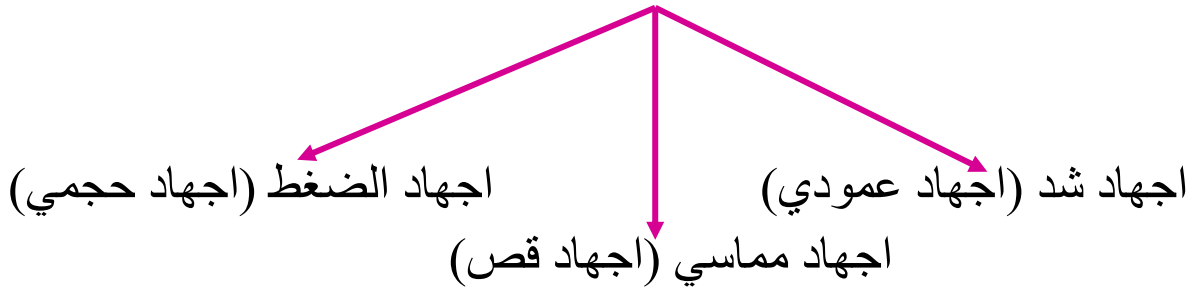 اجهاد شد (اجهاد عمودي)
اجهاد الضغط (اجهاد حجمي)
اجهاد مماسي (اجهاد قص)